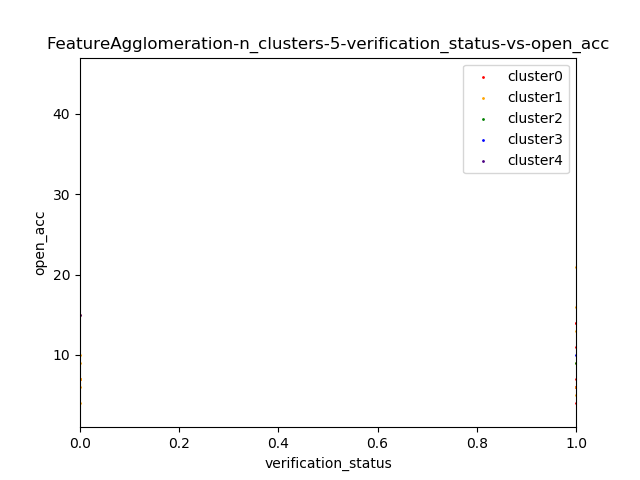 FeatureAgglomeration-n_clusters-5-verification_status-vs-open_acc
cluster0
cluster1
cluster2
cluster3
cluster4
open_acc
40
30
20
10
0.0 0.2 0.4 0.6 0.8 1.0
verification_status